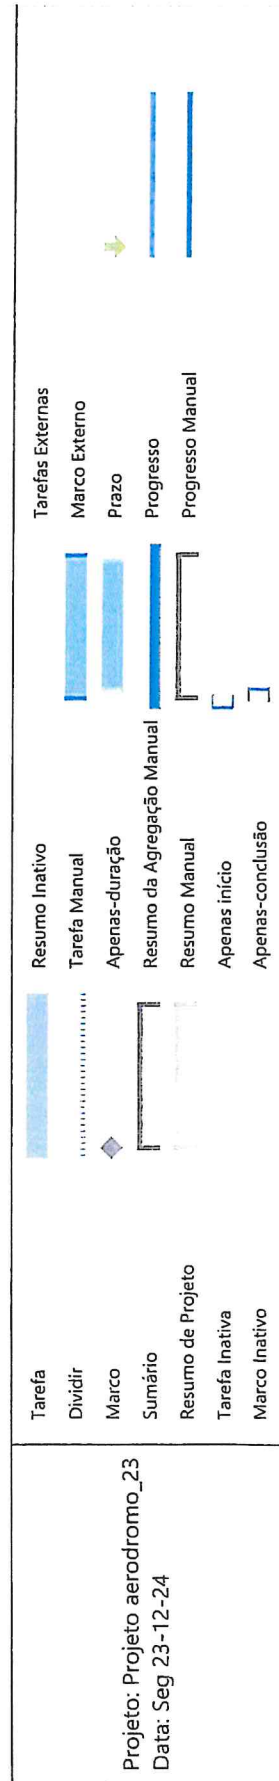 Projeto: Projeto aerodromo_23
Data: Seg 23-12-24
Tarefa
Dividir
Marco
Sumário
Resumo de Projeto
Tarefa Inativa
Marco Inativo
Resumo Inativo
Tarefa Manual
Apenas-duração
Resumo da Agregação Manual
Resumo Manual
Apenas início
Apenas-conclusão
Tarefas Externas
Marco Externo
Prazo
Progresso
Progresso Manual